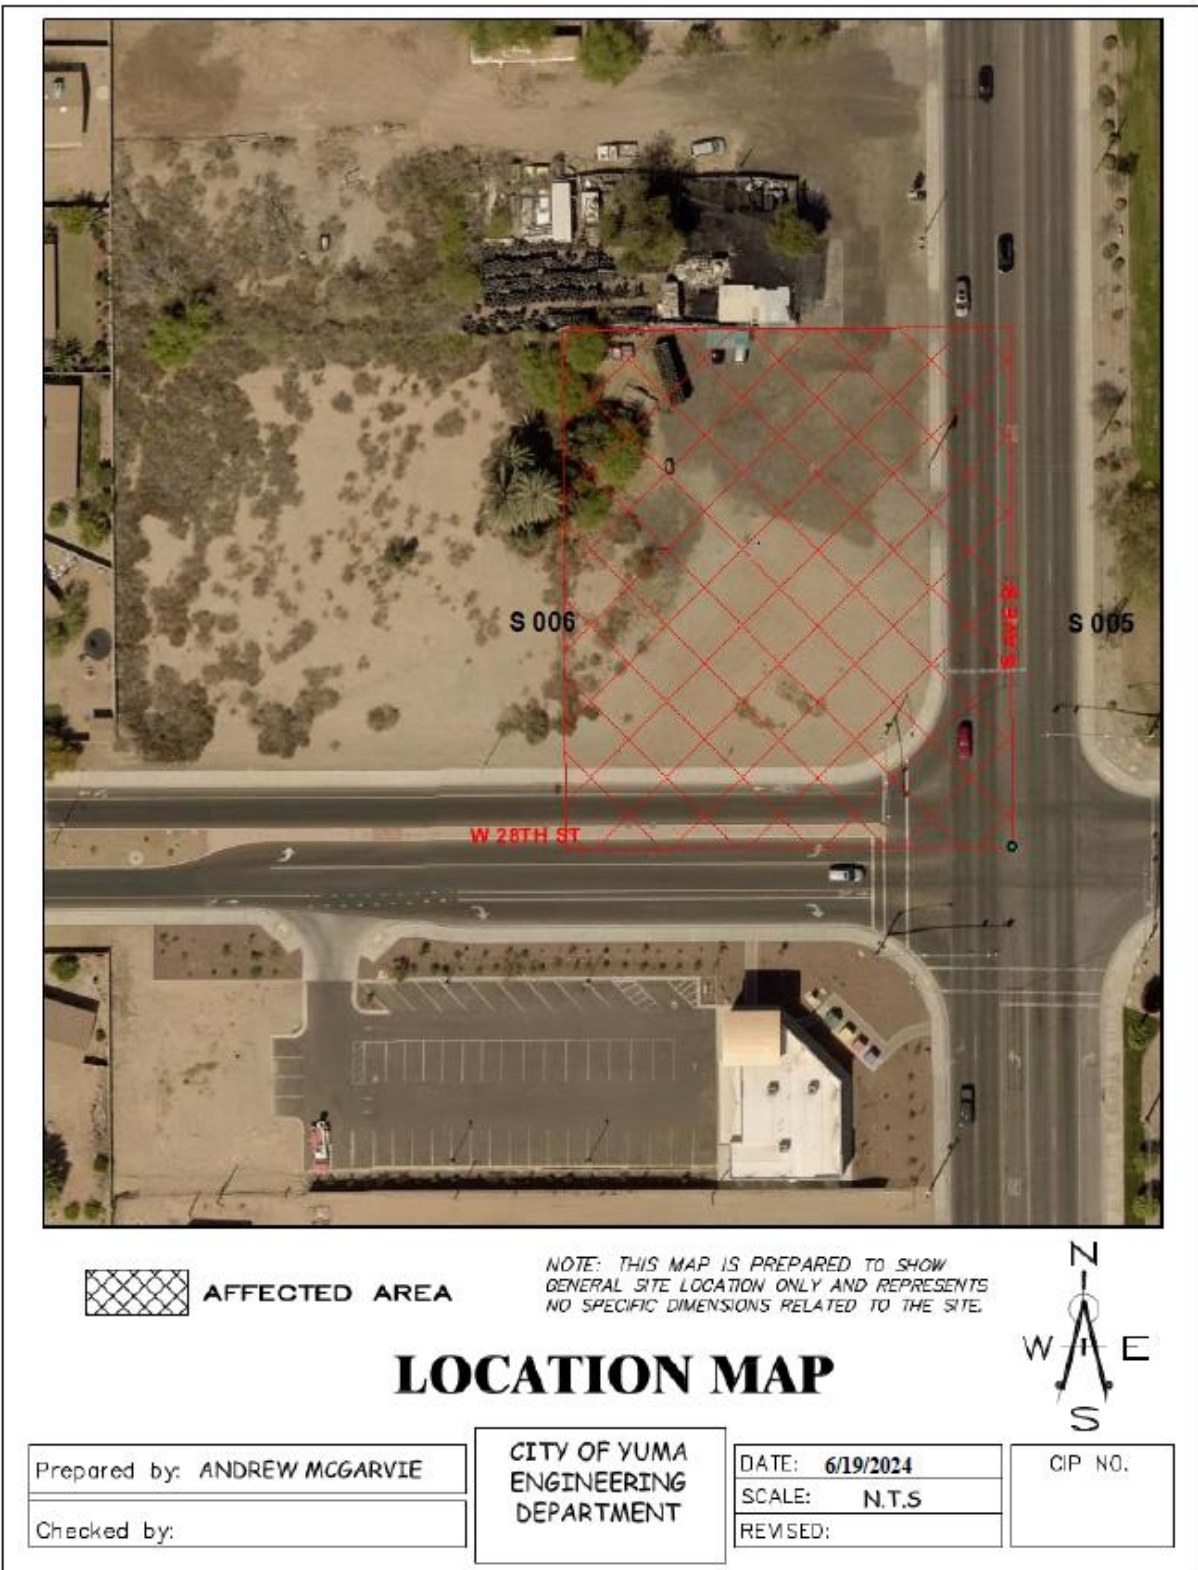 S 006
S 005
S AVE B
W 28TH ST
AFFECTED AREA
NOTE: THIS MAP IS PREPARED TO SHOW
GENERAL SITE LOCATION ONLY AND REPRESENTS
NO SPECIFIC DIMENSIONS RELATED TO THE SITE.
N
W E
S
LOCATION MAP
Prepared by: ANDREW MCGARVIE
Checked by:
CITY OF YUMA
ENGINEERING
DEPARTMENT
DATE: 6/19/2024
SCALE: N.T.S
REVISED:
CIP NO.